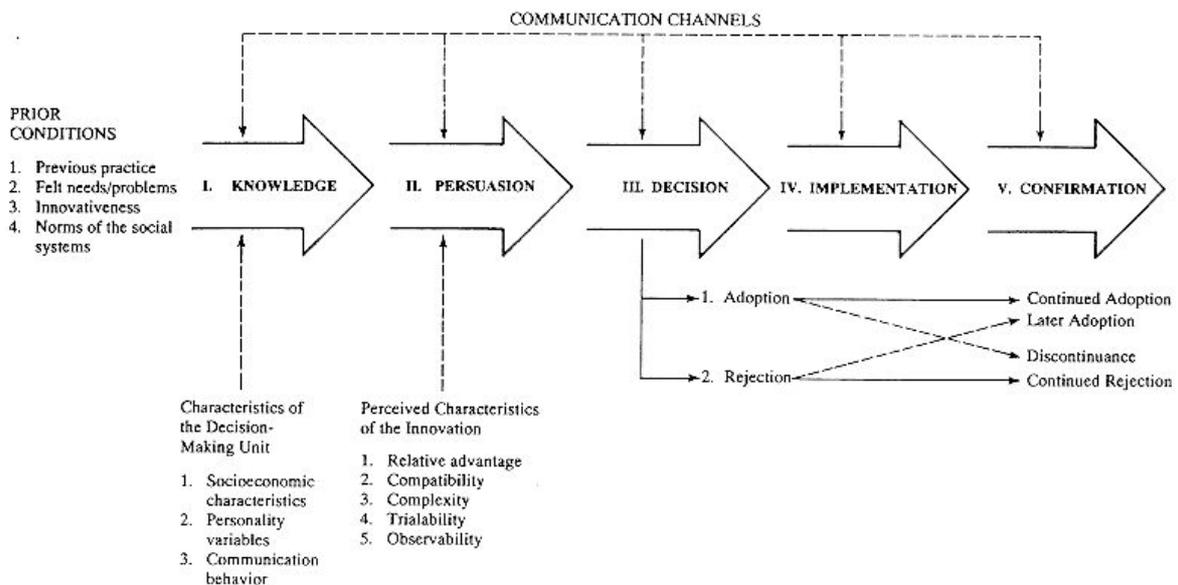 COMMUNICATION CHANNELS
PRIOR
CONDITIONS
1. Previous practice
2. Felt needs/problems
3. Innovativeness
4. Norms of the social
systems
I. KNOWLEDGE
II. PERSUASION
III. DECISION
IV. IMPLEMENTATION
V. CONFIRMATION
1. Adoption
2. Rejection
Continued Adoption
Later Adoption
Discontinuance
Continued Rejection
Characteristics of
the Decision-
Making Unit
1. Socioeconomic
characteristics
2. Personality
variables
3. Communication
behavior
Perceived Characteristics
of the Innovation
1. Relative advantage
2. Compatibility
3. Complexity
4. Trialability
5. Observability